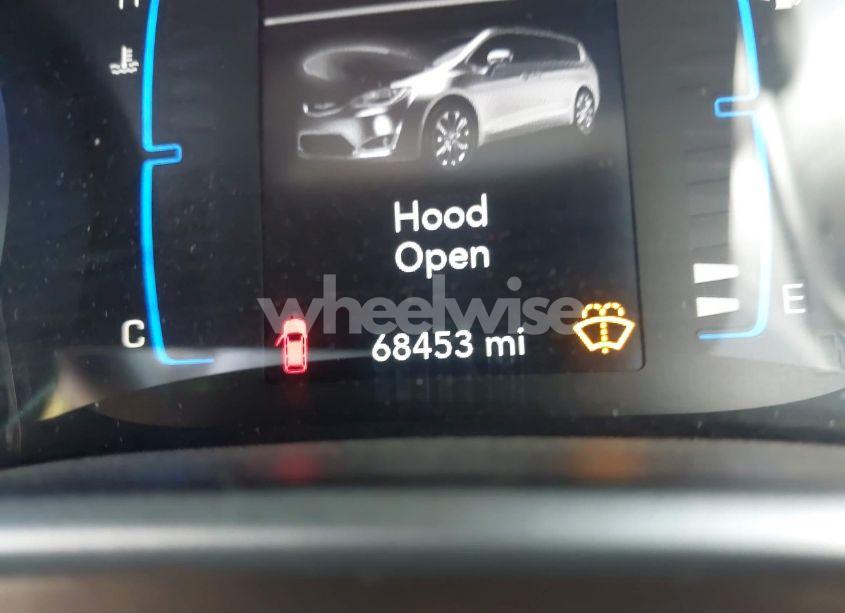 Hood
Open
wheelwise
68453 mi
C
E